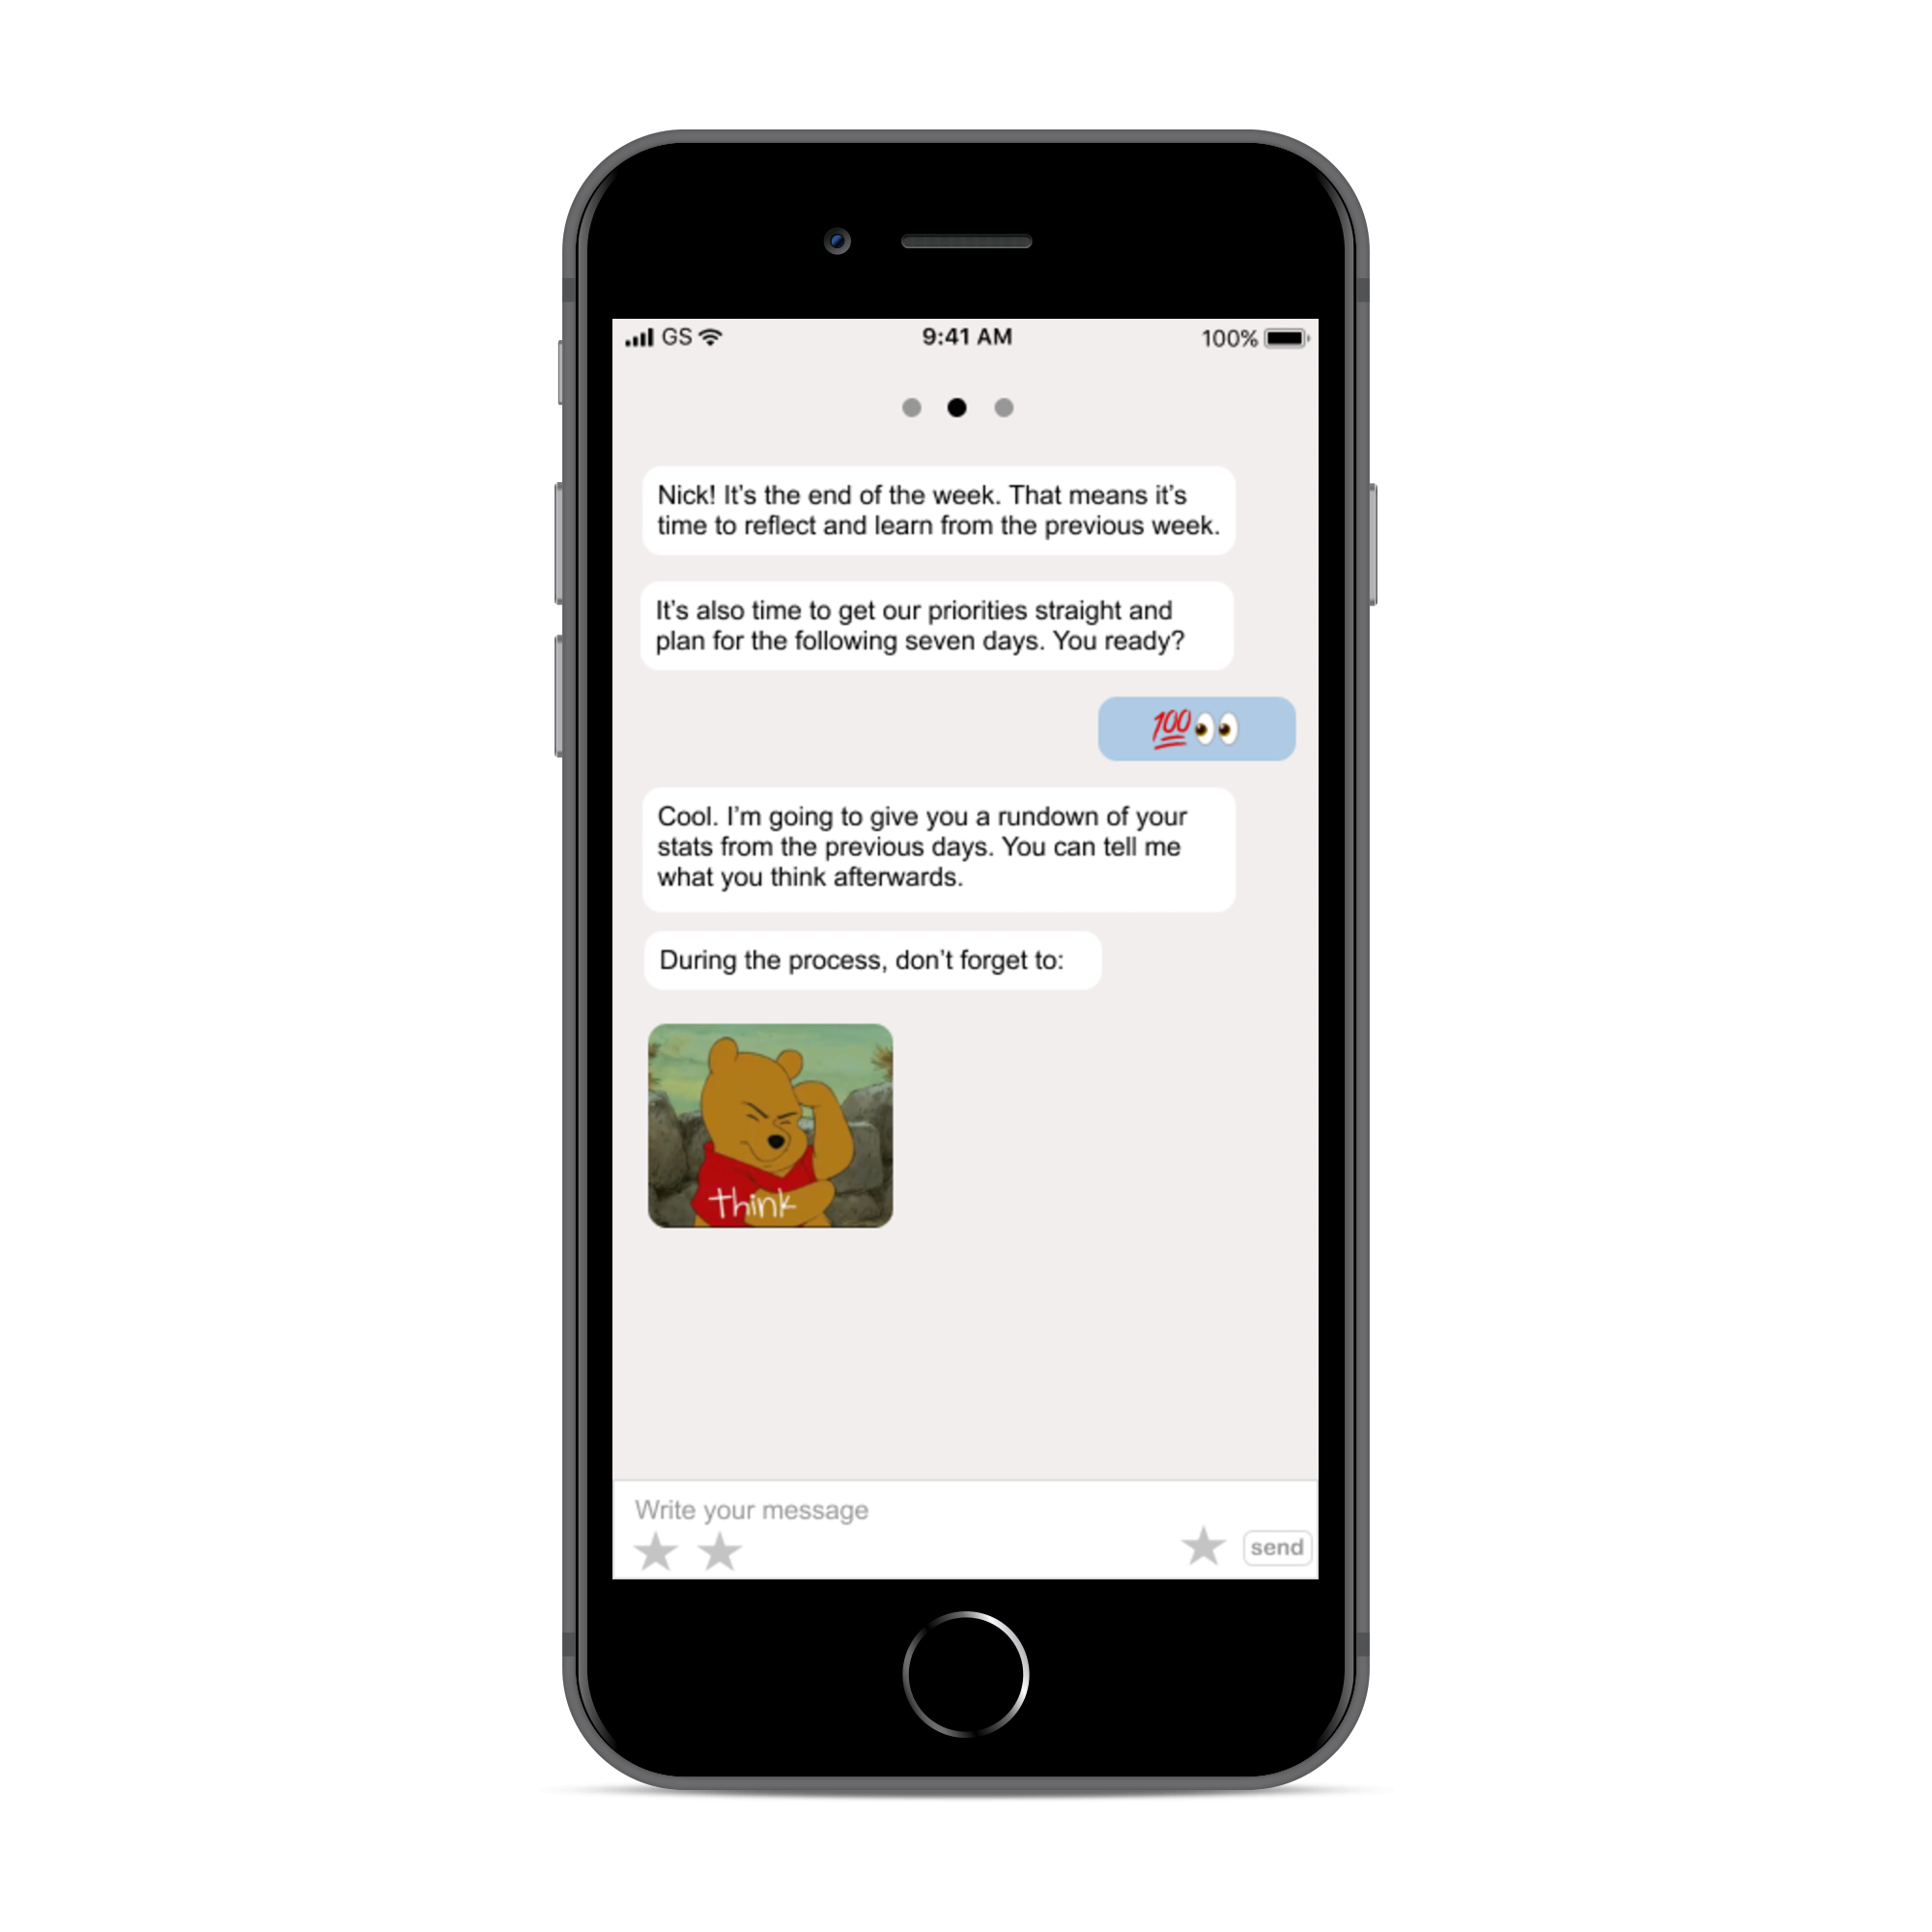 GS 9:41 AM 100%
Nick! It’s the end of the week. That means it’s
time to reflect and learn from the previous week.
It’s also time to get our priorities straight and
plan for the following seven days. You ready?
💯👀
Cool. I’m going to give you a rundown of your
stats from the previous days. You can tell me
what you think afterwards.
During the process, don’t forget to:
think
Write your message
send